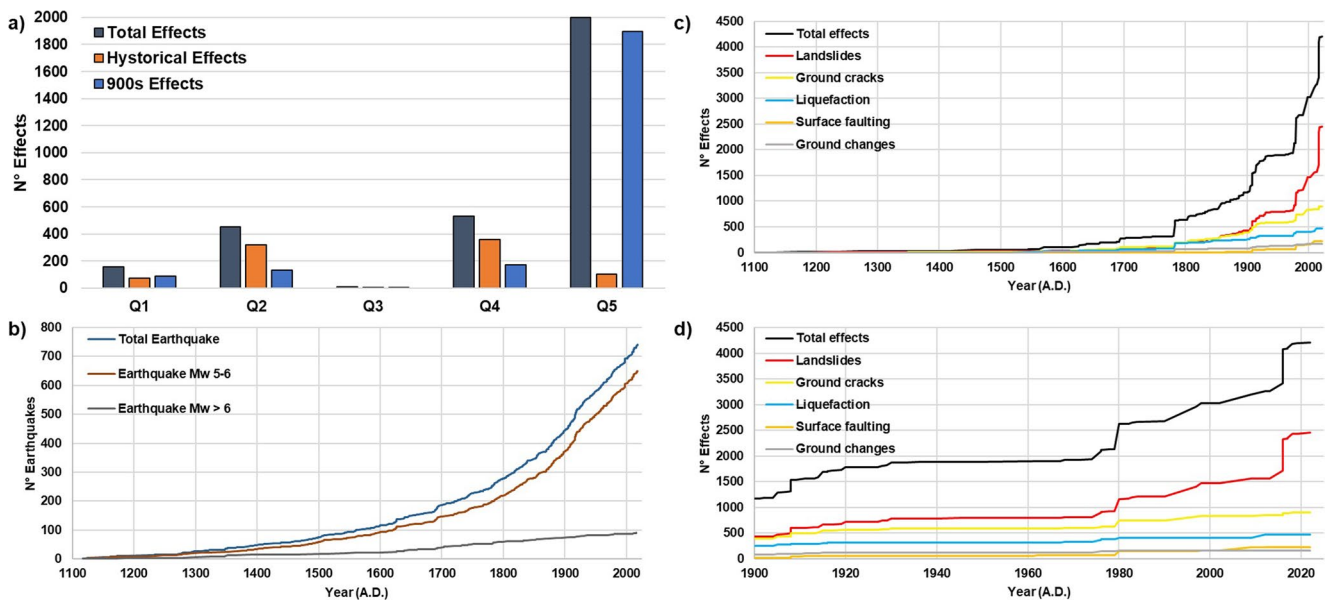 a)
N° Effects
2000
1800
1600
1400
1200
1000
800
600
400
200
0
Total Effects
Hystorical Effects
900s Effects
Q1 Q2 Q3 Q4 Q5
b)
N° Earthquakes
800
700
600
500
400
300
200
100
0
Total Earthquake
Earthquake Mw 5-6
Earthquake Mw > 6
1100 1200 1300 1400 1500 1600 1700 1800 1900 2000
Year (A.D.)
c)
N° Effects
4500
4000
3500
3000
2500
2000
1500
1000
500
0
Total effects
Landslides
Ground cracks
Liquefaction
Surface faulting
Ground changes
1100 1200 1300 1400 1500 1600 1700 1800 1900 2000
Year (A.D.)
d)
N° Effects
4500
4000
3500
3000
2500
2000
1500
1000
500
0
Total effects
Landslides
Ground cracks
Liquefaction
Surface faulting
Ground changes
1900 1920 1940 1960 1980 2000 2020
Year (A.D.)